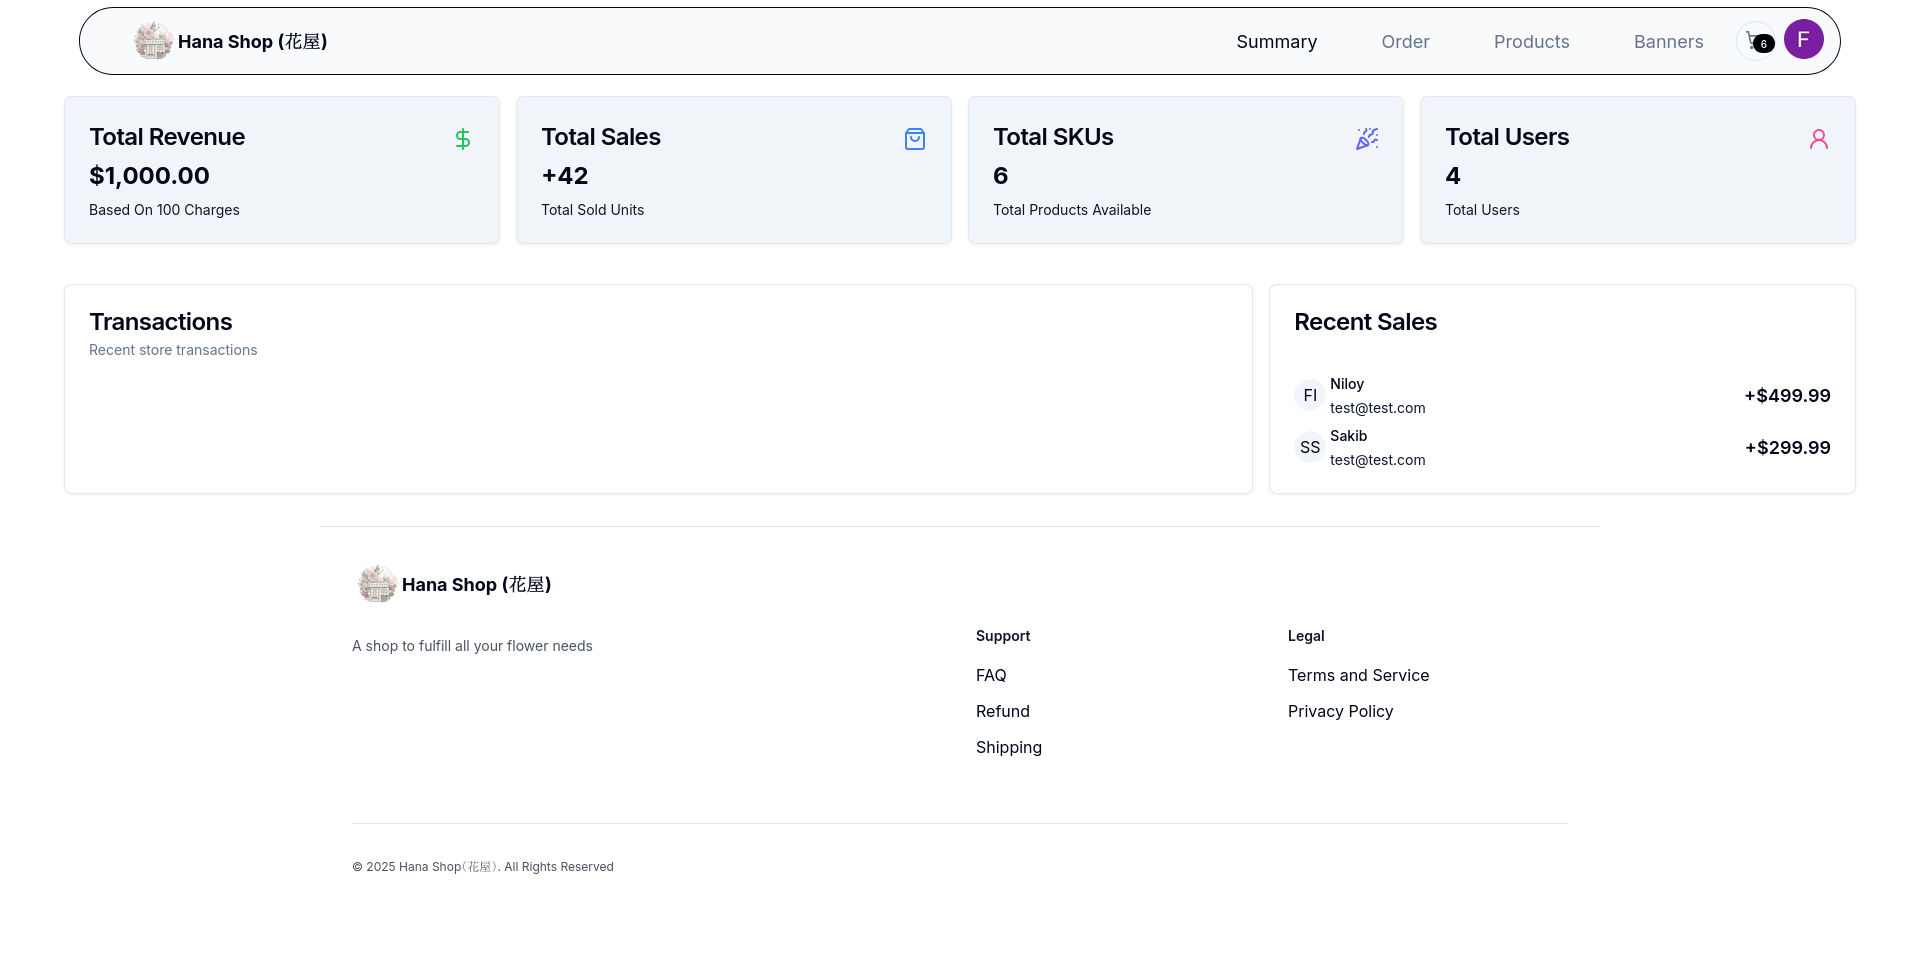 Hana Shop (花屋)
Summary
Order
Products
Banners
6
F
Total Revenue
$1,000.00
Based On 100 Charges
Total Sales
+42
Total Sold Units
Total SKUs
6
Total Products Available
Total Users
4
Total Users
Transactions
Recent store transactions
Recent Sales
FI
Niloy
test@test.com
+$499.99
SS
Sakib
test@test.com
+$299.99
Hana Shop (花屋)
A shop to fulfill all your flower needs
Support
FAQ
Refund
Shipping
Legal
Terms and Service
Privacy Policy
© 2025 Hana Shop（花屋）. All Rights Reserved